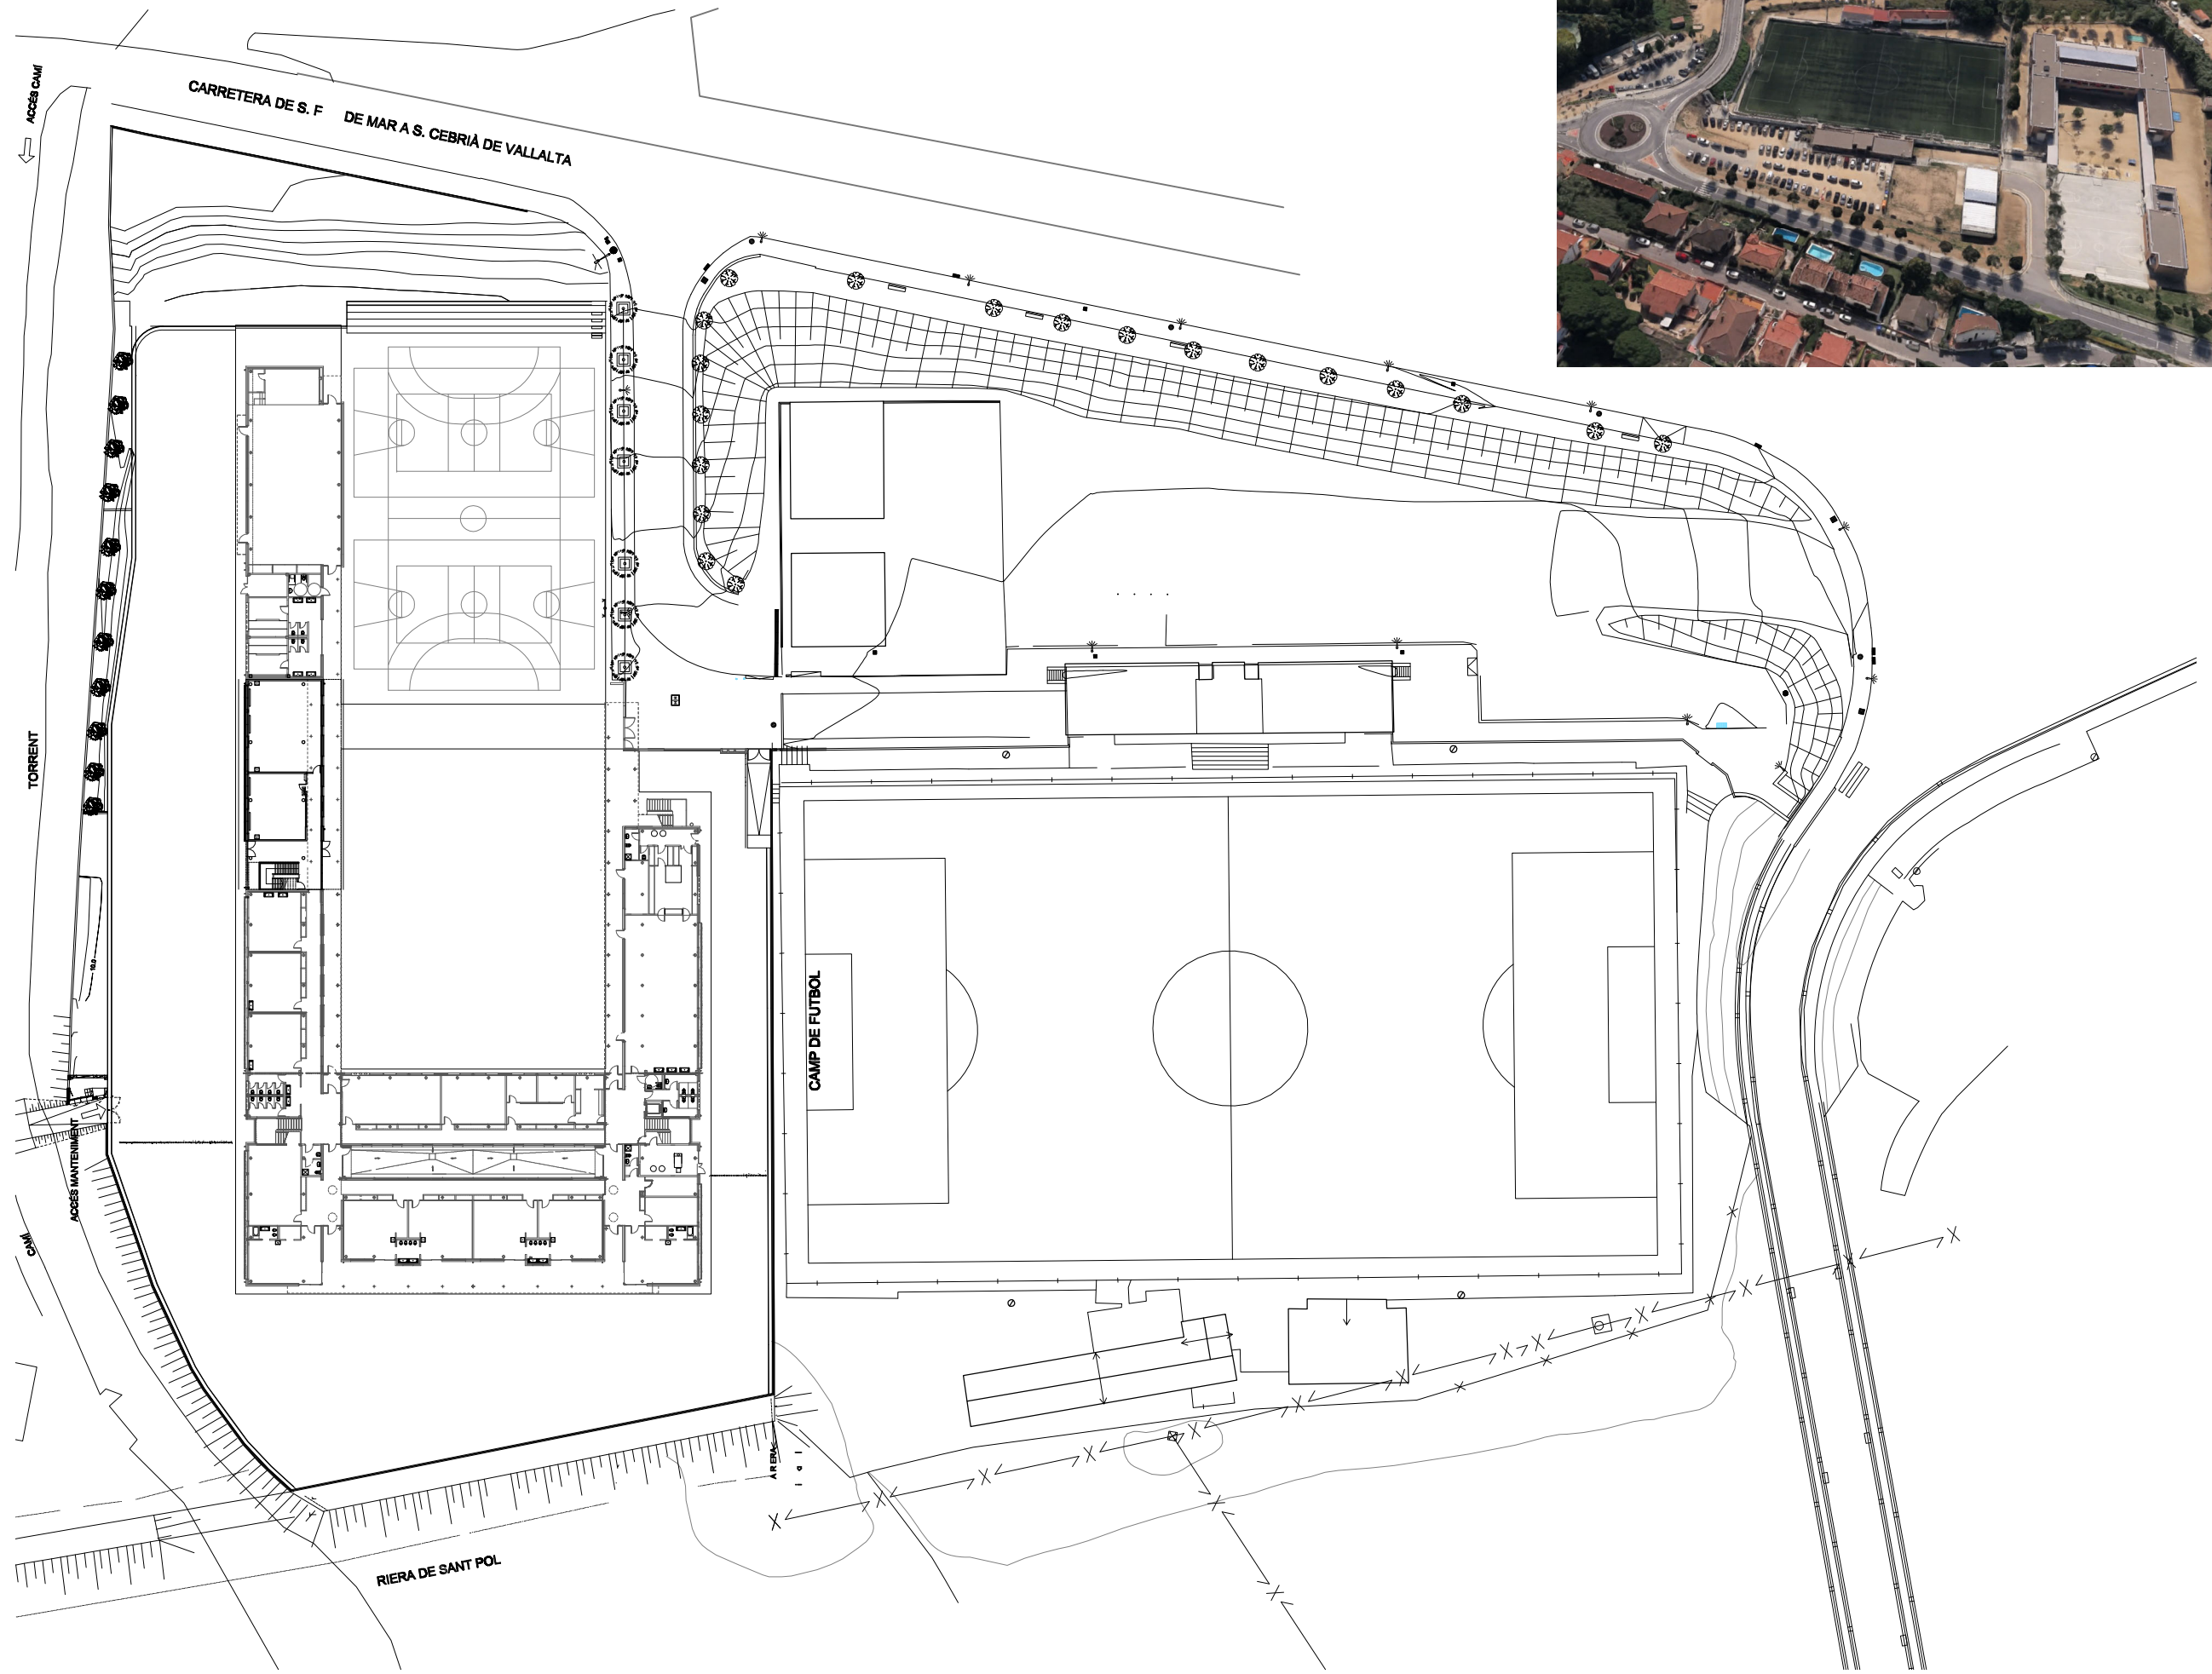 ACCÉS CAMÍ
CARRETERA DE S. F DE MAR A S. CEBRIÀ DE VALLALTA
TORRENT
CAMP DE FUTBOL
ACCÉS MANTENIMENT
CAMÍ
RIERA DE SANT POL